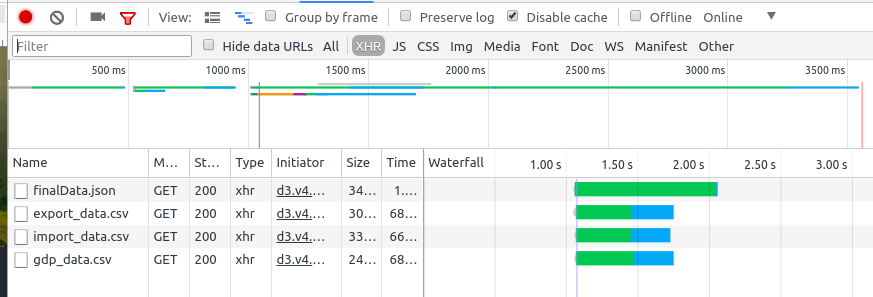 View: Group by frame Preserve log Disable cache Offline Online
Filter Hide data URLs All XHR JS CSS Img Media Font Doc WS Manifest Other
500 ms 1000 ms 1500 ms 2000 ms 2500 ms 3000 ms 3500 ms
Name M... St... Type Initiator Size Time Waterfall 1.00 s 1.50 s 2.00 s 2.50 s 3.00 s
finalData.json GET 200 xhr d3.v4.... 34... 1....
export_data.csv GET 200 xhr d3.v4.... 30... 68...
import_data.csv GET 200 xhr d3.v4.... 33... 66...
gdp_data.csv GET 200 xhr d3.v4.... 24... 68...